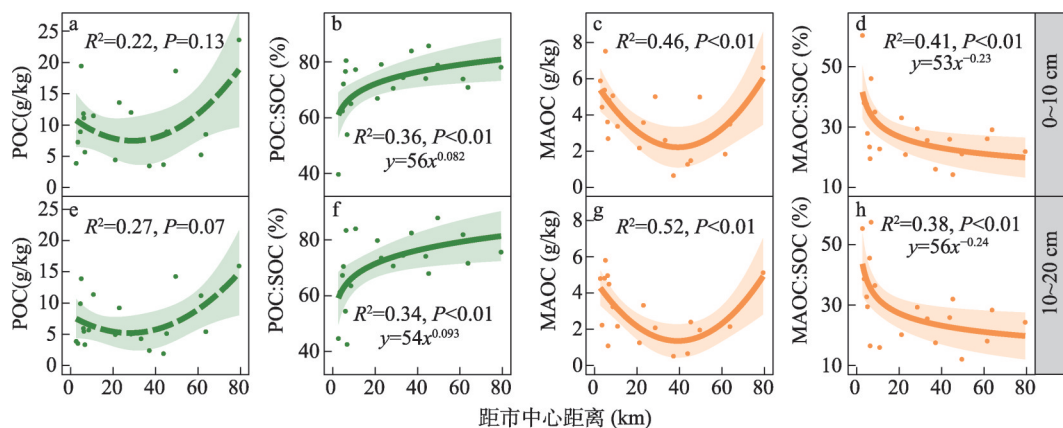 a
R²=0.22, P=0.13
POC(g/kg)
25
20
15
10
5
0
b
POC:SOC (%)
80
60
40
R²=0.36, P<0.01
y=56x^0.082
c
R²=0.46, P<0.01
MAOC (g/kg)
8
6
4
2
0
d
R²=0.41, P<0.01
y=53x^−0.23
MAOC:SOC (%)
50
30
10
0~10 cm
e
R²=0.27, P=0.07
POC(g/kg)
25
20
15
10
5
0
0 20 40 60 80
f
POC:SOC (%)
80
60
40
R²=0.34, P<0.01
y=54x^0.093
0 20 40 60 80
g
R²=0.52, P<0.01
MAOC (g/kg)
8
6
4
2
0
0 20 40 60 80
h
R²=0.38, P<0.01
y=56x^−0.24
MAOC:SOC (%)
50
30
10
0 20 40 60 80
10~20 cm
距市中心距离 (km)